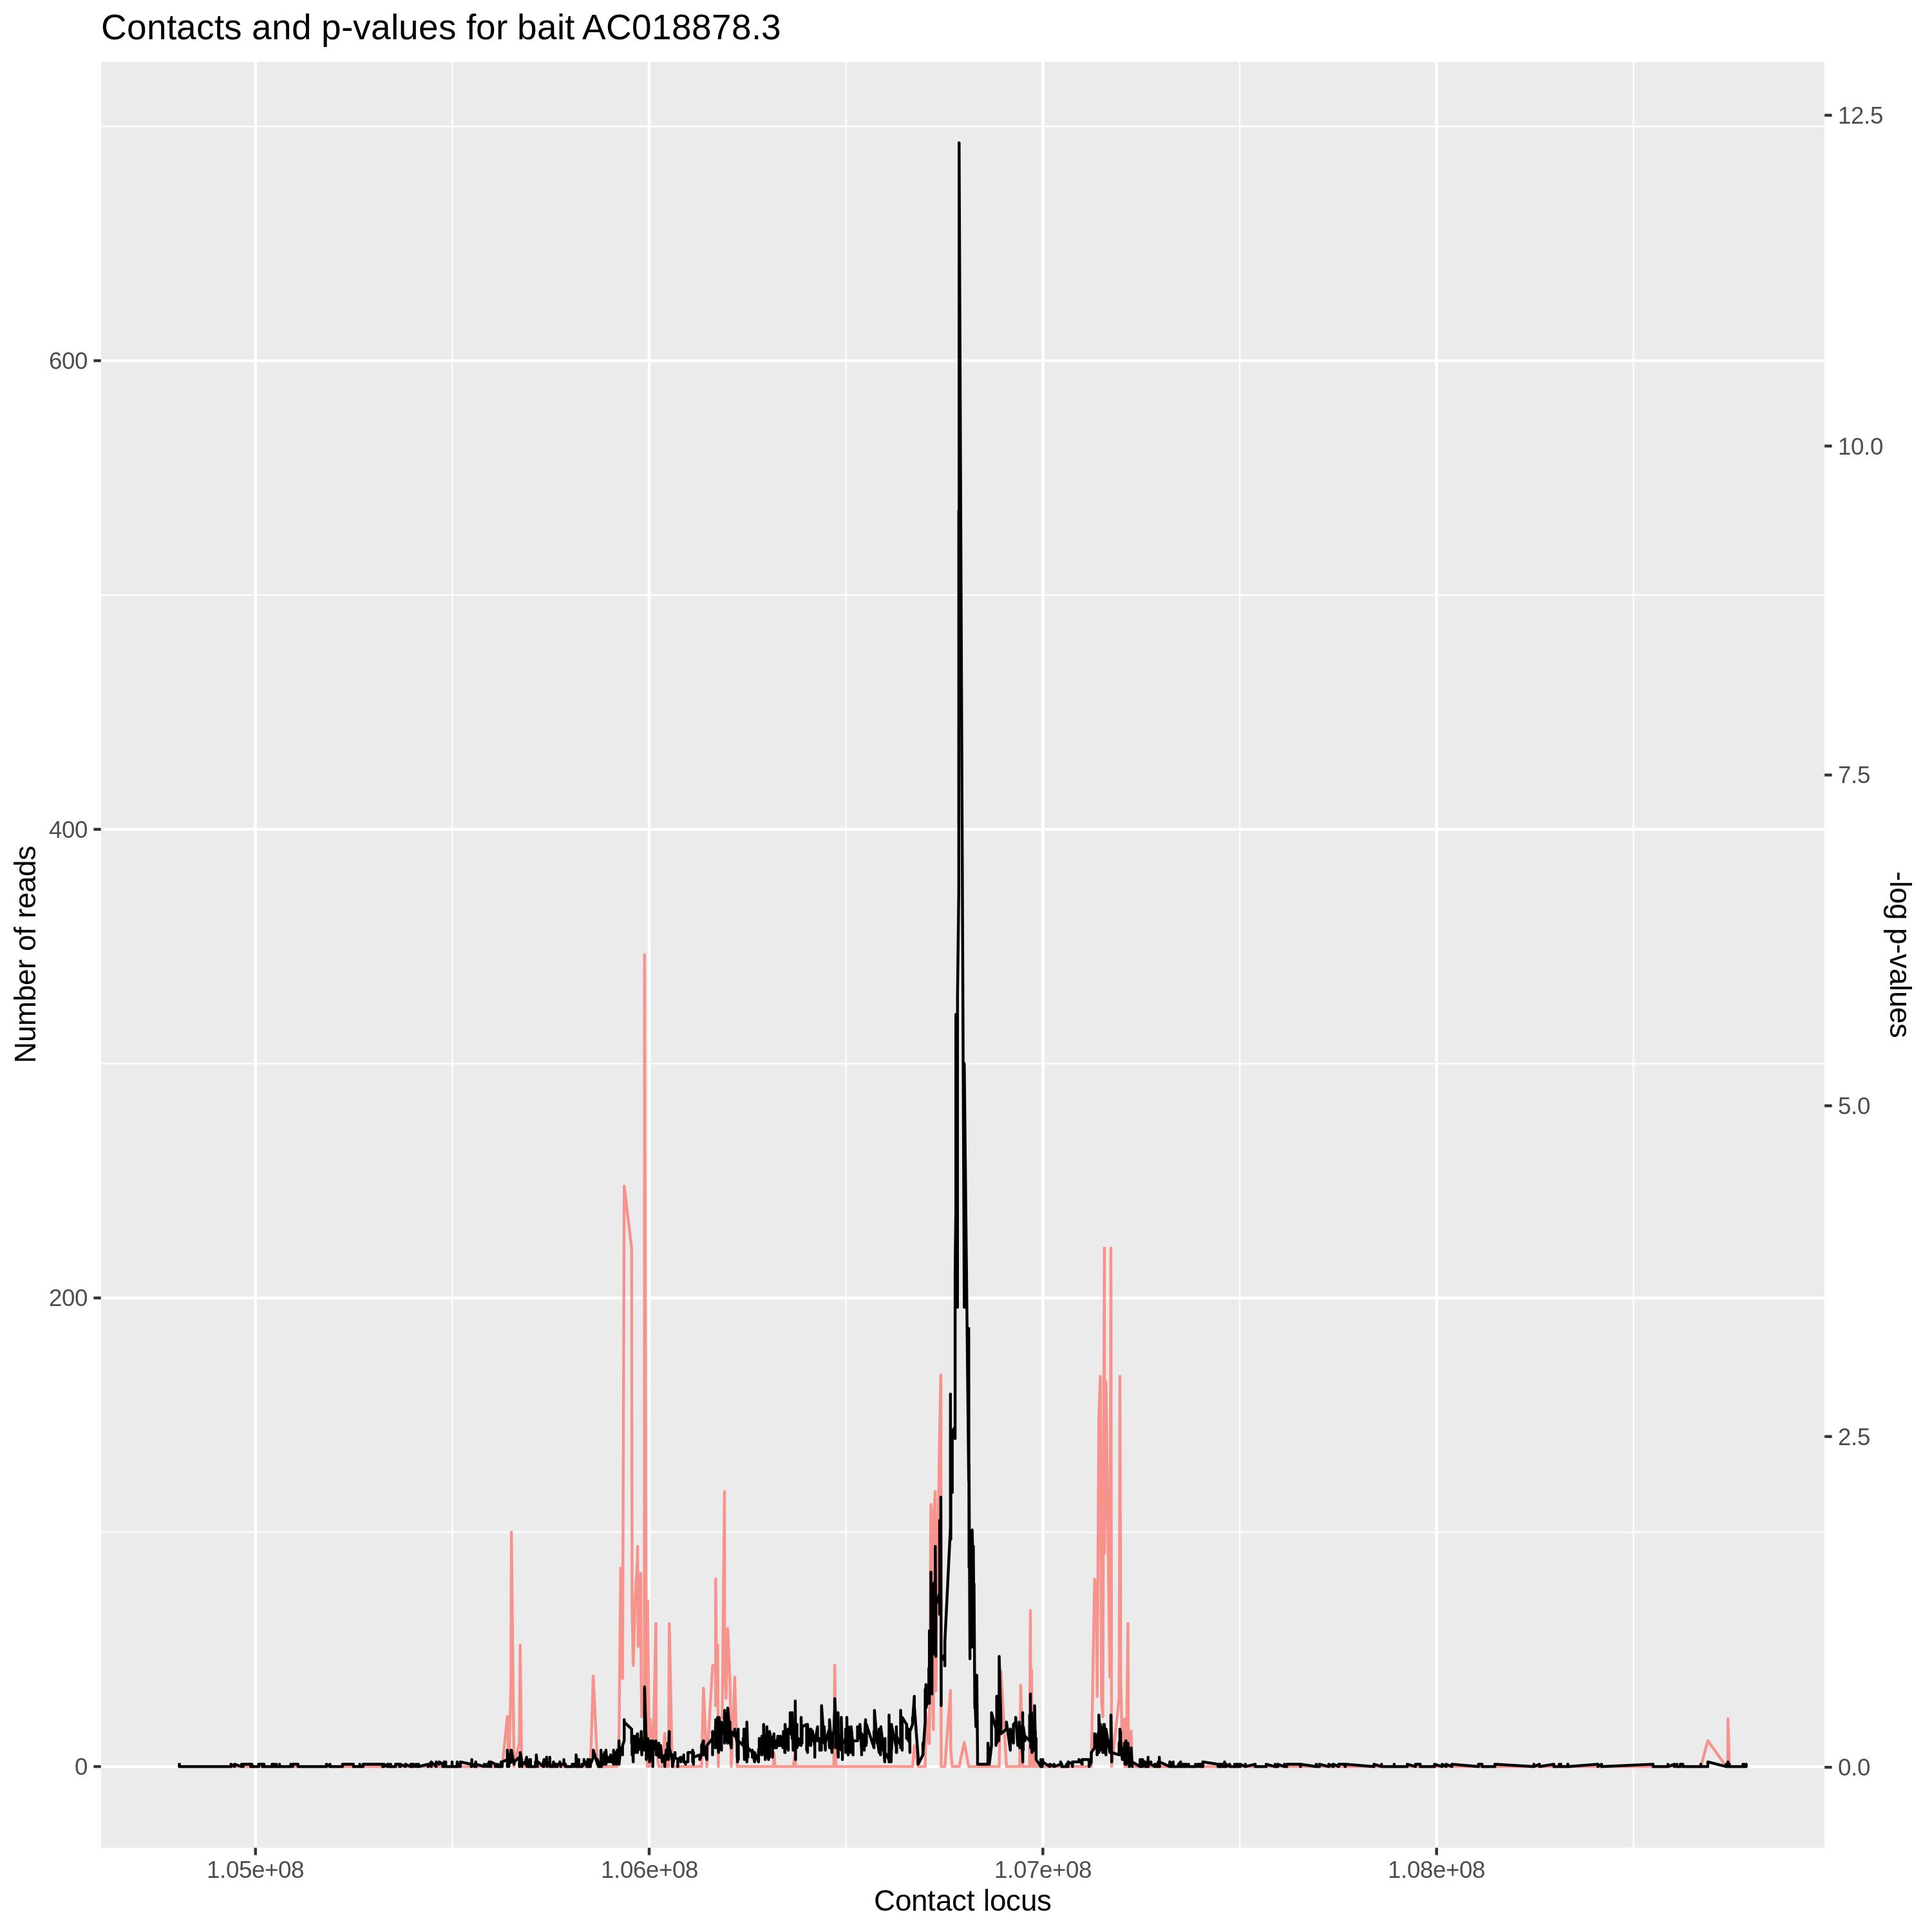 Contacts and p-values for bait AC018878.3
12.5
10.0
7.5
5.0
2.5
0.0
600
400
200
0
Number of reads
-log p-values
1.05e+08
1.06e+08
1.07e+08
1.08e+08
Contact locus